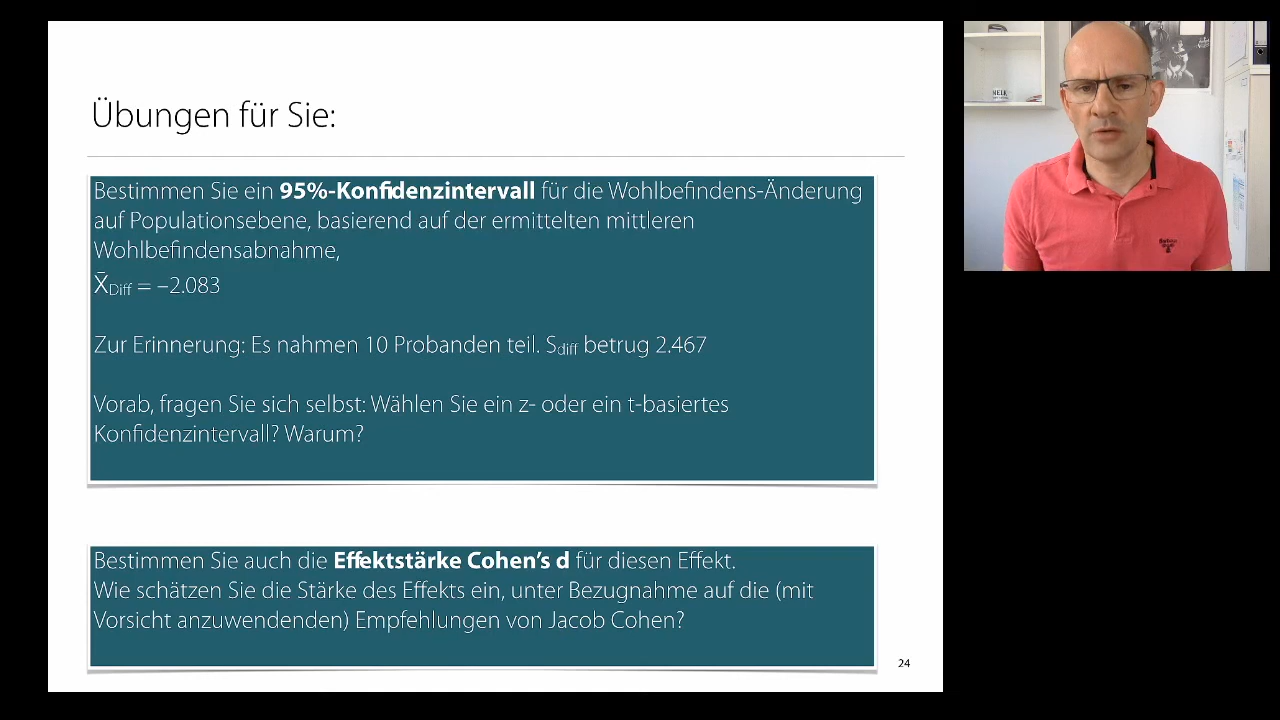 Übungen für Sie:
Bestimmen Sie ein 95%-Konfidenzintervall für die Wohlbefindens-Änderung
auf Populationsebene, basierend auf der ermittelten mittleren
Wohlbefindensabnahme,
X̄Diff = –2.083
Zur Erinnerung: Es nahmen 10 Probanden teil. Sdiff betrug 2.467
Vorab, fragen Sie sich selbst: Wählen Sie ein z- oder ein t-basiertes
Konfidenzintervall? Warum?
Bestimmen Sie auch die Effektstärke Cohen’s d für diesen Effekt.
Wie schätzen Sie die Stärke des Effekts ein, unter Bezugnahme auf die (mit
Vorsicht anzuwendenden) Empfehlungen von Jacob Cohen?
24